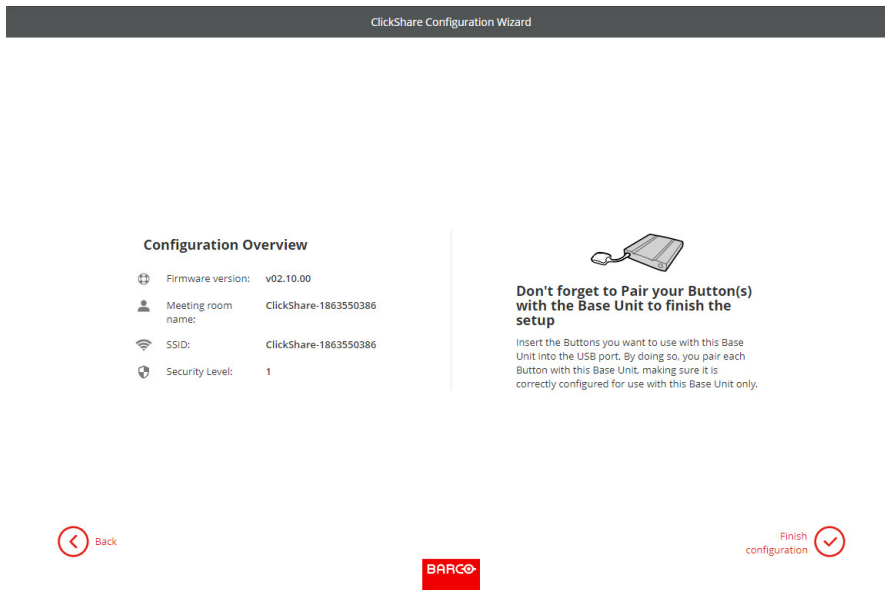 ClickShare Configuration Wizard
Configuration Overview
Firmware version: v02.10.00
Meeting room name: ClickShare-1863550386
SSID: ClickShare-1863550386
Security Level: 1
Don't forget to Pair your Button(s)
with the Base Unit to finish the
setup
Insert the Buttons you want to use with this Base
Unit into the USB port. By doing so, you pair each
Button with this Base Unit, making sure it is
correctly configured for use with this Base Unit only.
Back
Finish
configuration
BARCO